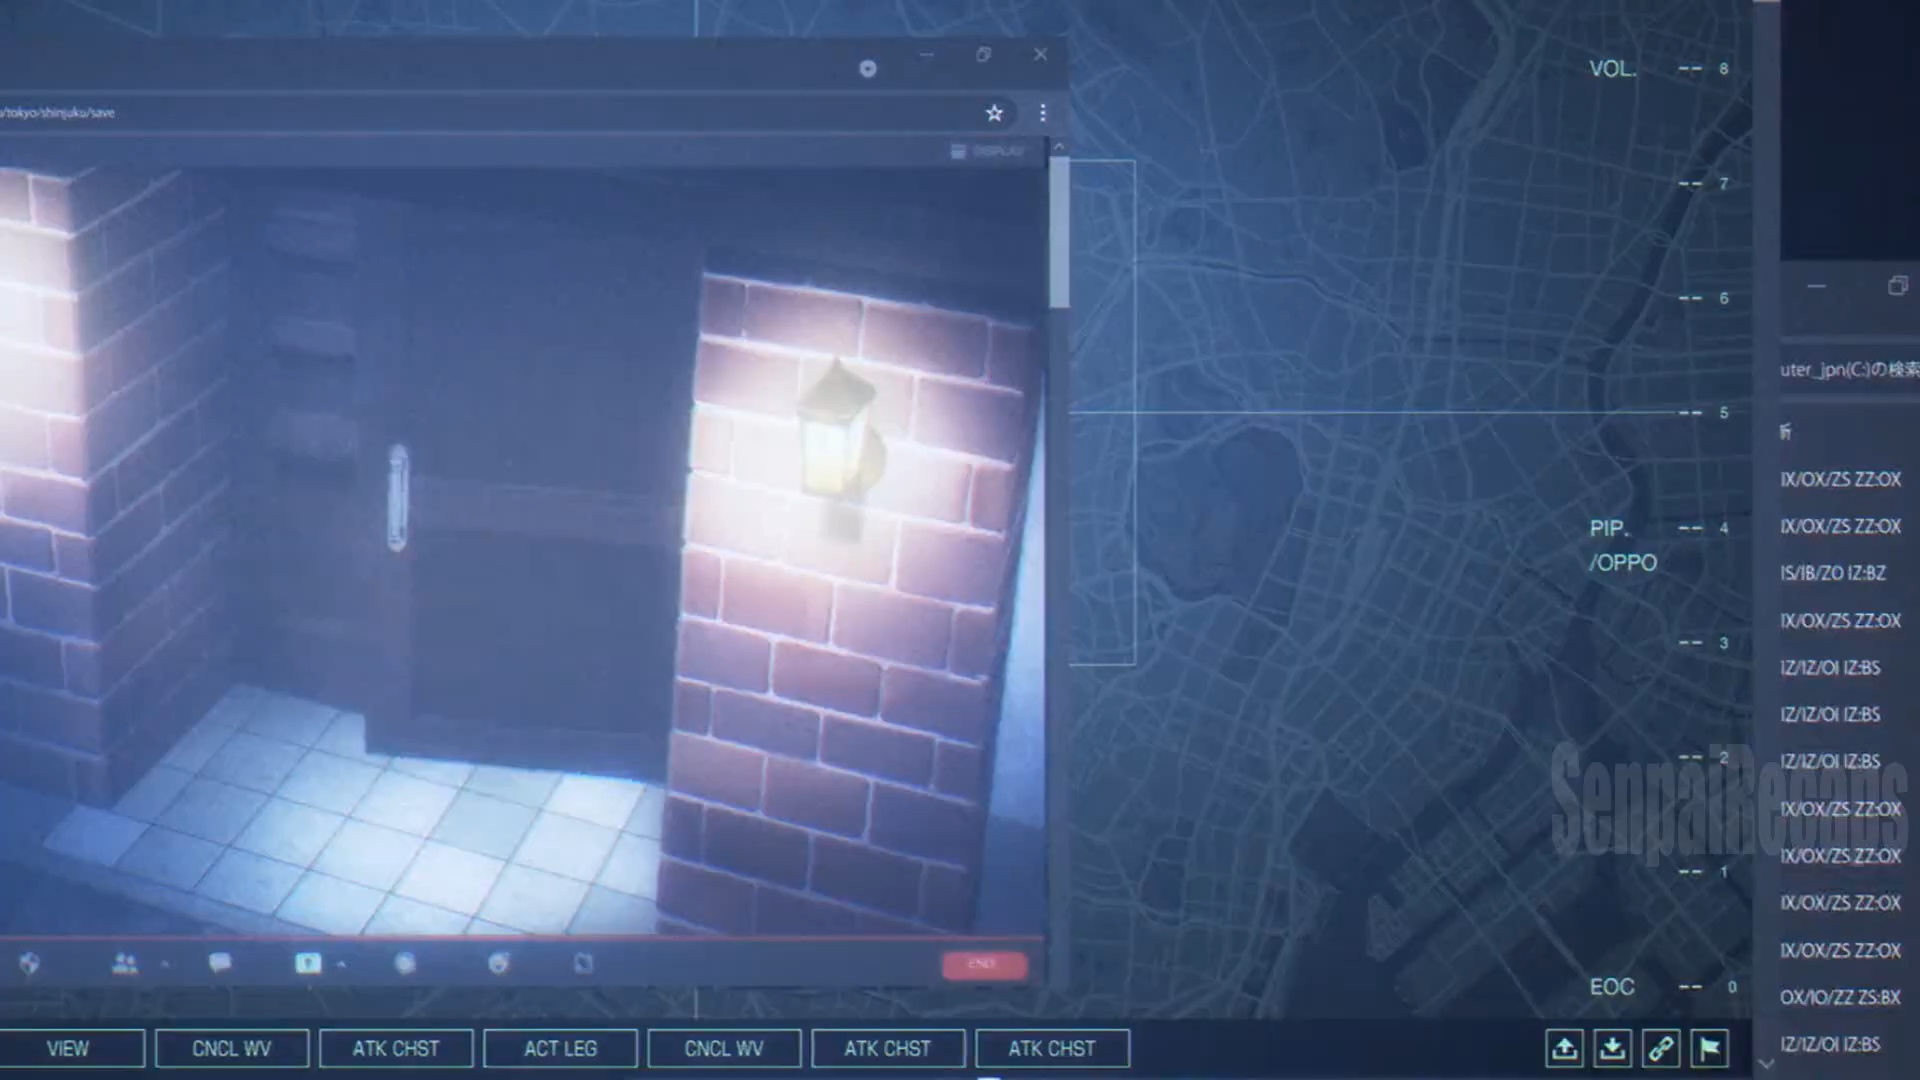 /tokyo/shinjuku/save
DISPLAY
END
VOL. -- 8
-- 7
-- 6
-- 5
PIP. -- 4
/OPPO
-- 3
-- 2
-- 1
EOC -- 0
uter_jpn(C:)の検索
IX/OX/ZS ZZ:OX
IX/OX/ZS ZZ:OX
IS/IB/ZO IZ:BZ
IX/OX/ZS ZZ:OX
IZ/IZ/OI IZ:BS
IZ/IZ/OI IZ:BS
IZ/IZ/OI IZ:BS
IX/OX/ZS ZZ:OX
IX/OX/ZS ZZ:OX
IX/OX/ZS ZZ:OX
IX/OX/ZS ZZ:OX
OX/IO/ZZ ZS:BX
IZ/IZ/OI IZ:BS
SenpaiRecaps
VIEW
CNCL WV
ATK CHST
ACT LEG
CNCL WV
ATK CHST
ATK CHST